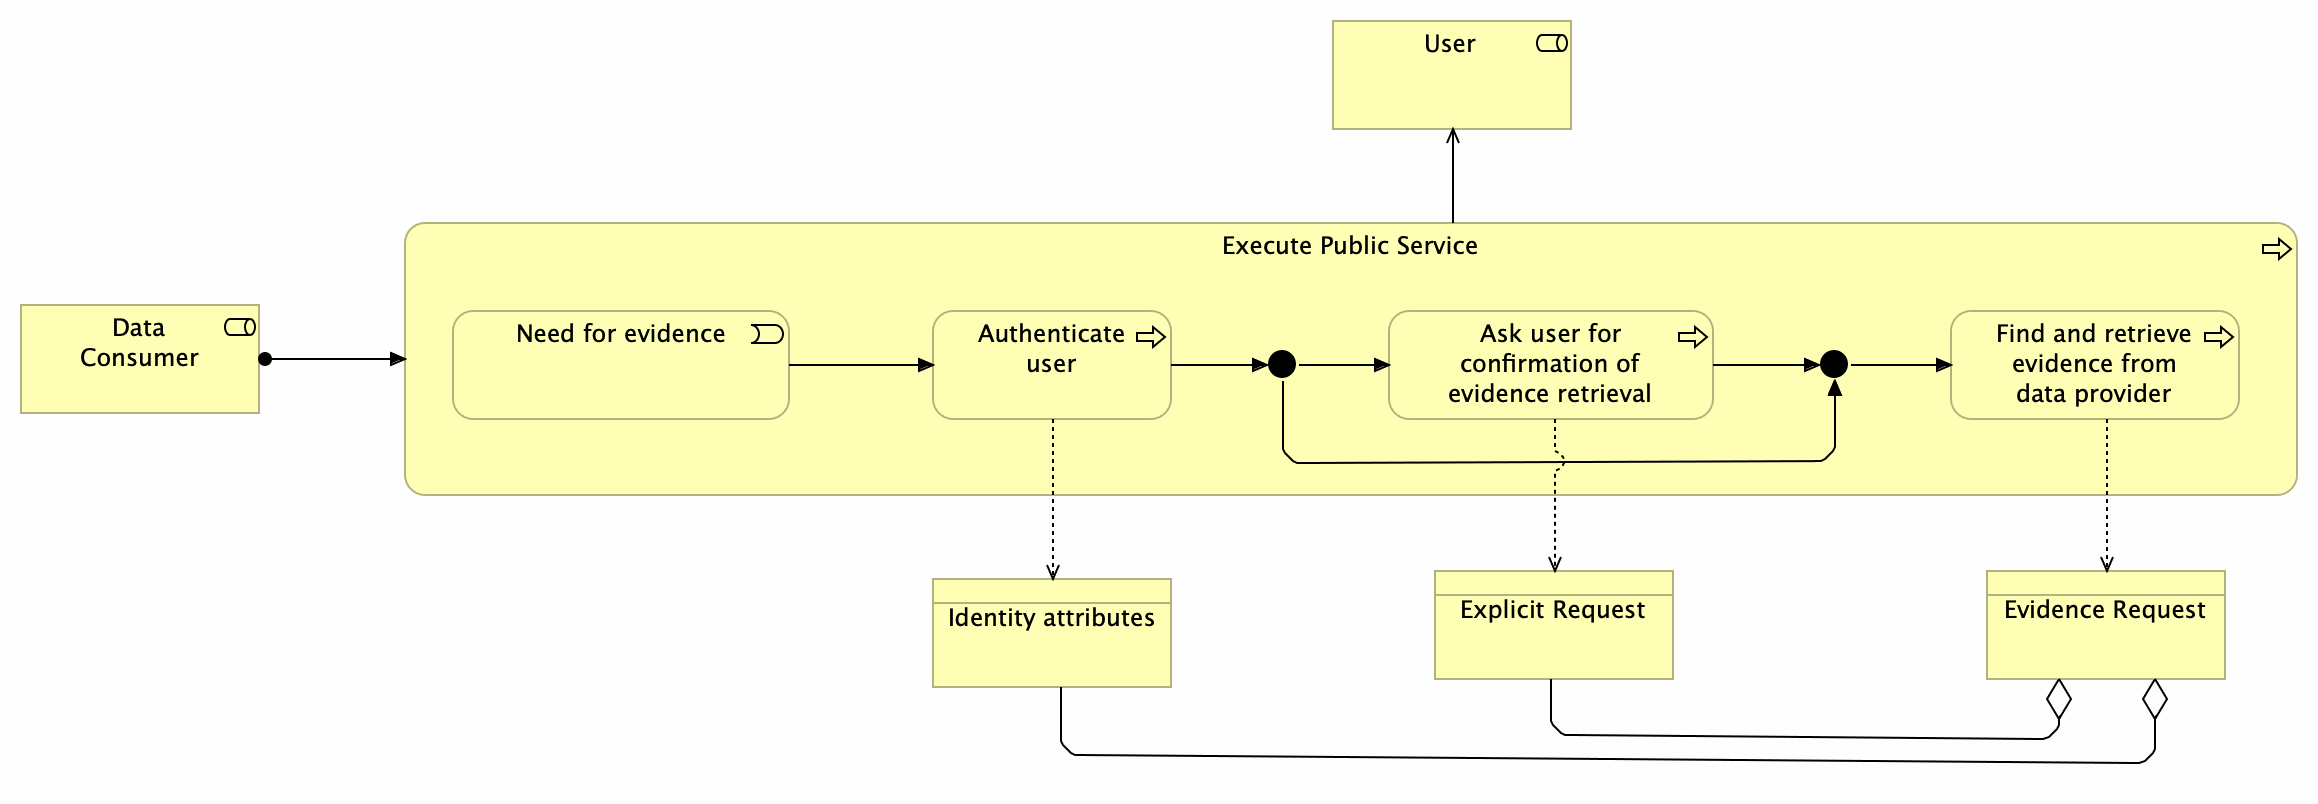 User
Execute Public Service
Data
Consumer
Need for evidence
Authenticate
user
Ask user for
confirmation of
evidence retrieval
Find and retrieve
evidence from
data provider
Identity attributes
Explicit Request
Evidence Request